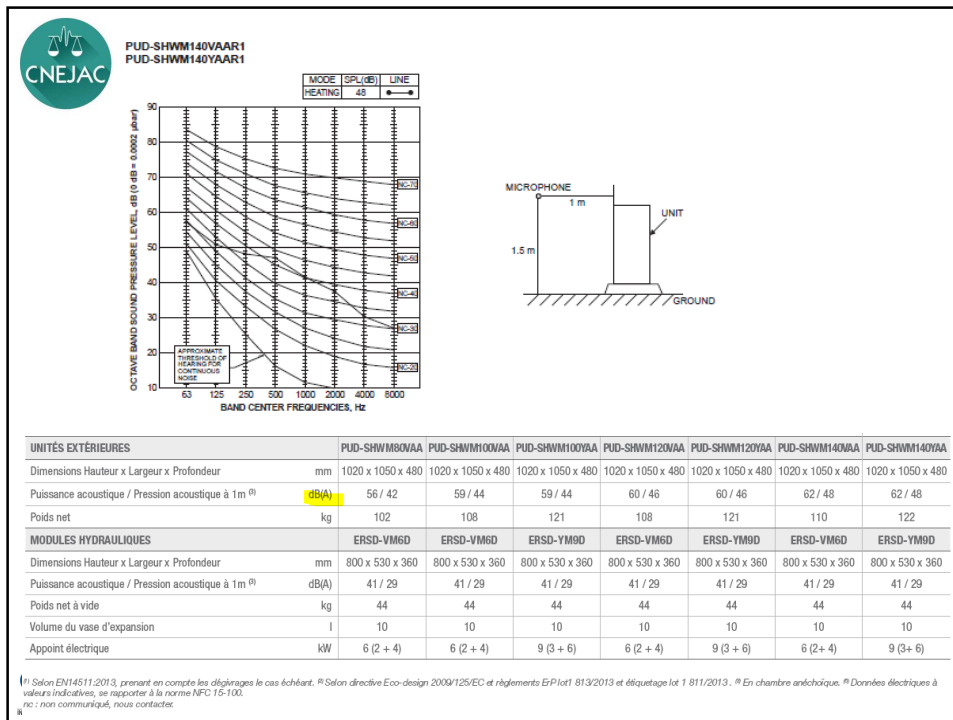 CNEJAC
PUD-SHWM140VAAR1
PUD-SHWM140YAAR1
MODE SPL(dB) LINE
HEATING 48
OCTAVE BAND SOUND PRESSURE LEVEL, dB (0 dB = 0.0002 μbar)
90
80
70
60
50
40
30
20
10
NC-70
NC-60
NC-50
NC-40
NC-30
NC-20
APPROXIMATE
THRESHOLD OF
HEARING FOR
CONTINUOUS
NOISE
63 125 250 500 1000 2000 4000 8000
BAND CENTER FREQUENCIES, Hz
MICROPHONE
1 m
UNIT
1.5 m
GROUND
UNITÉS EXTÉRIEURES PUD-SHWM80VAA PUD-SHWM100VAA PUD-SHWM100YAA PUD-SHWM120VAA PUD-SHWM120YAA PUD-SHWM140VAA PUD-SHWM140YAA
Dimensions Hauteur x Largeur x Profondeur mm 1020 x 1050 x 480 1020 x 1050 x 480 1020 x 1050 x 480 1020 x 1050 x 480 1020 x 1050 x 480 1020 x 1050 x 480 1020 x 1050 x 480
Puissance acoustique / Pression acoustique à 1m (3) dB(A) 56 / 42 59 / 44 59 / 44 60 / 46 60 / 46 62 / 48 62 / 48
Poids net kg 102 108 121 108 121 110 122
MODULES HYDRAULIQUES ERSD-VM6D ERSD-VM6D ERSD-YM9D ERSD-VM6D ERSD-YM9D ERSD-VM6D ERSD-YM9D
Dimensions Hauteur x Largeur x Profondeur mm 800 x 530 x 360 800 x 530 x 360 800 x 530 x 360 800 x 530 x 360 800 x 530 x 360 800 x 530 x 360 800 x 530 x 360
Puissance acoustique / Pression acoustique à 1m (3) dB(A) 41 / 29 41 / 29 41 / 29 41 / 29 41 / 29 41 / 29 41 / 29
Poids net à vide kg 44 44 44 44 44 44 44
Volume du vase d'expansion l 10 10 10 10 10 10 10
Appoint électrique kW 6 (2 + 4) 6 (2 + 4) 9 (3 + 6) 6 (2 + 4) 9 (3 + 6) 6 (2+ 4) 9 (3+ 6)
Selon EN14511:2013, prenant en compte les dégivrages le cas échéant. Selon directive Eco-design 2009/125/EC et règlements ErP lot1 813/2013 et étiquetage lot 1 811/2013 . En chambre anéchoïque. Données électriques à
valeurs indicatives, se rapporter à la norme NFC 15-100.
nc : non communiqué, nous contacter.